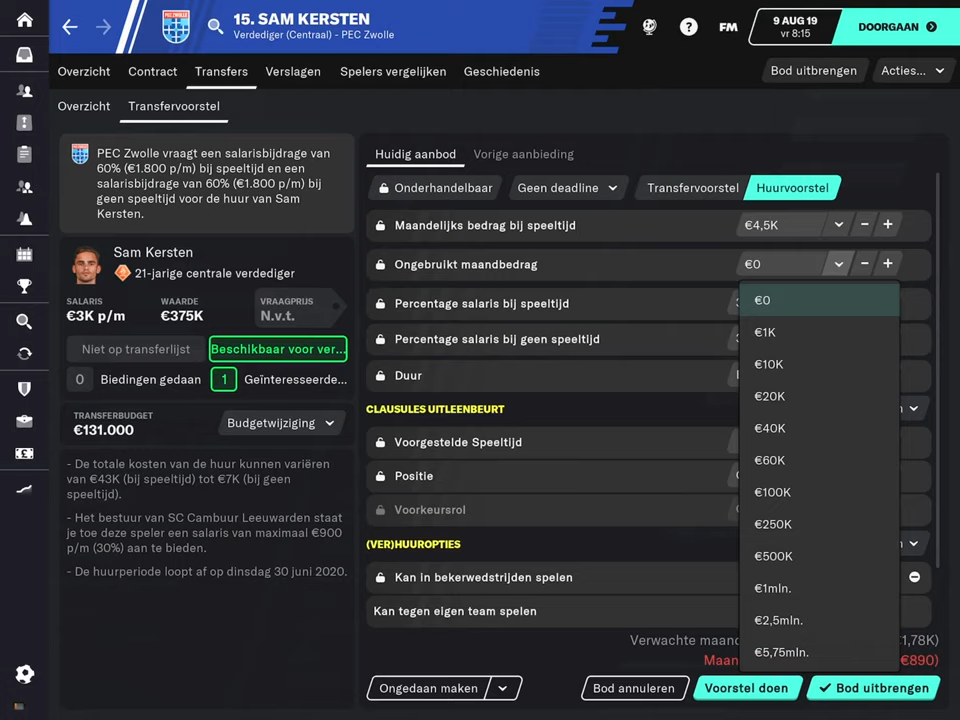 15. SAM KERSTEN
Verdediger (Centraal) - PEC Zwolle
FM
9 AUG 19
vr 8:15
DOORGAAN
Overzicht
Contract
Transfers
Verslagen
Spelers vergelijken
Geschiedenis
Bod uitbrengen
Acties...
Overzicht
Transfervoorstel
PEC Zwolle vraagt een salarisbijdrage van
60% (€1.800 p/m) bij speeltijd en een
salarisbijdrage van 60% (€1.800 p/m) bij
geen speeltijd voor de huur van Sam
Kersten.
Sam Kersten
21-jarige centrale verdediger
SALARIS
€3K p/m
WAARDE
€375K
VRAAGPRIJS
N.v.t.
Niet op transferlijst
Beschikbaar voor ver...
0 Biedingen gedaan
1 Geïnteresseerde...
TRANSFERBUDGET
€131.000
Budgetwijziging
- De totale kosten van de huur kunnen variëren
van €43K (bij speeltijd) tot €7K (bij geen
speeltijd).
- Het bestuur van SC Cambuur Leeuwarden staat
je toe deze speler een salaris van maximaal €900
p/m (30%) aan te bieden.
- De huurperiode loopt af op dinsdag 30 juni 2020.
Huidig aanbod
Vorige aanbieding
Onderhandelbaar
Geen deadline
Transfervoorstel
Huurvoorstel
Maandelijks bedrag bij speeltijd
€4,5K
Ongebruikt maandbedrag
€0
Percentage salaris bij speeltijd
Percentage salaris bij geen speeltijd
Duur
CLAUSULES UITLEENBEURT
Voorgestelde Speeltijd
Positie
Voorkeursrol
(VER)HUUROPTIES
Kan in bekerwedstrijden spelen
Kan tegen eigen team spelen
€0
€1K
€10K
€20K
€40K
€60K
€100K
€250K
€500K
€1mln.
€2,5mln.
€5,75mln.
Verwachte
€890)
Ongedaan maken
Bod annuleren
Voorstel doen
Bod uitbrengen